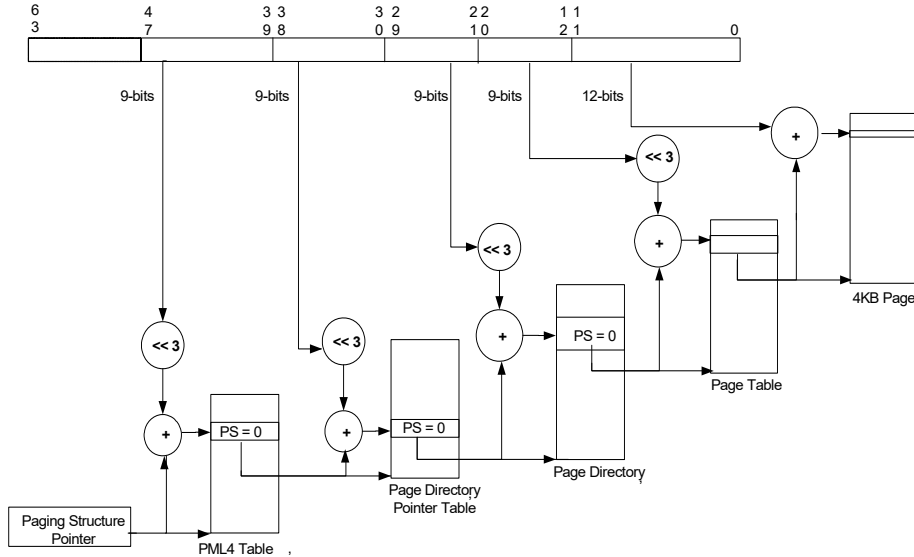 6 4 3 3 3 2 2 2 1 1
3 7 9 8 0 9 1 0 2 1 0
9-bits 9-bits 9-bits 9-bits 12-bits
+
<< 3
+
<< 3
4KB Page
+
PS = 0
<< 3 << 3
Page Table
+ PS = 0 + PS = 0
Page Directory,
Page Directory,
Pointer Table
Paging Structure
Pointer
PML4 Table ,